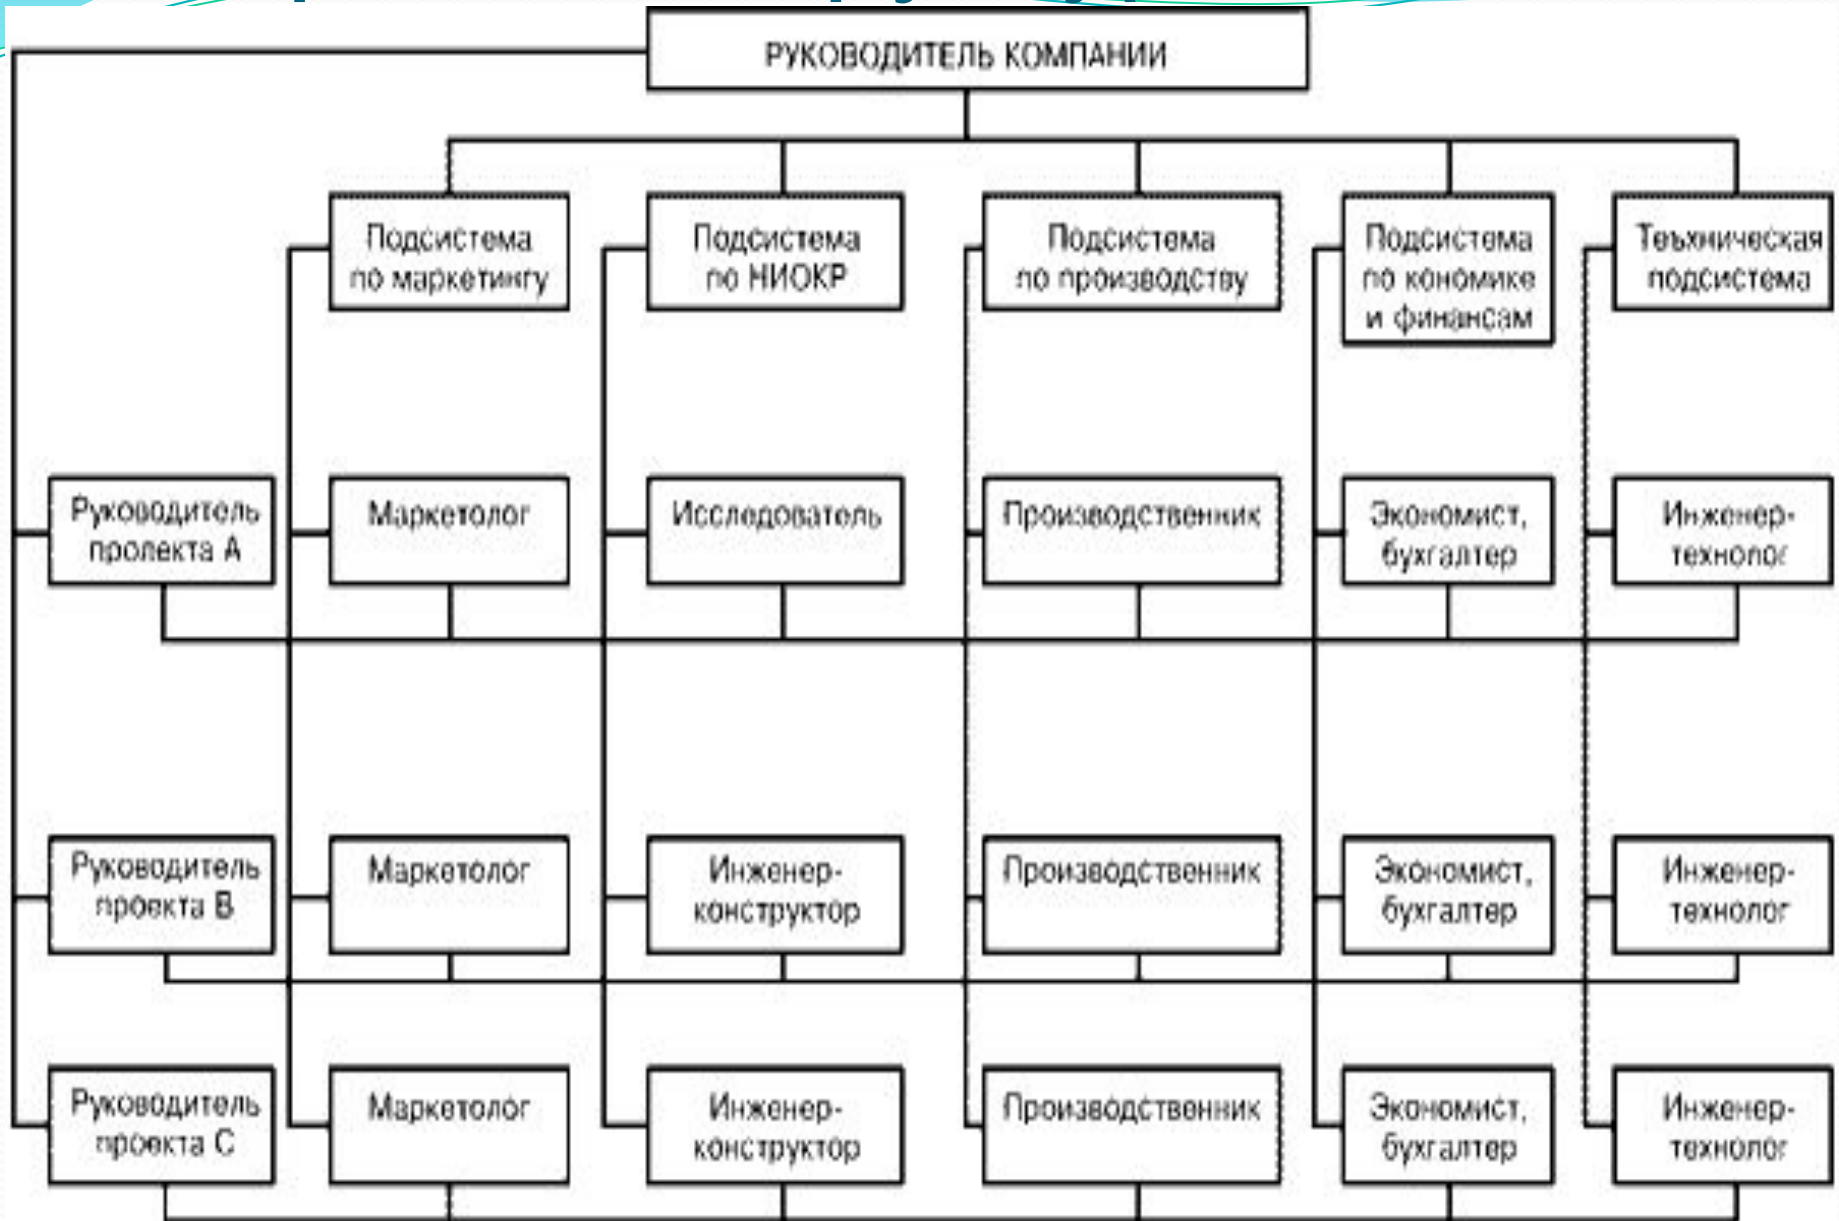 РУКОВОДИТЕЛЬ КОМПАНИИ
Подсистема
по маркетингу
Подсистема
по НИОКР
Подсистема
по производству
Подсистема
по кономике
и финансам
Теъхническая
подсистема
Руководитель
пролекта А
Маркетолог
Исследователь
Производственник
Экономист,
бухгалтер
Инженер-
технолог
Руководитель
проекта В
Маркетолог
Инженер-
конструктор
Производственник
Экономист,
бухгалтер
Инженер-
технолог
Руководитель
проекта С
Маркетолог
Инженер-
конструктор
Производственник
Экономист,
бухгалтер
Инженер-
технолог